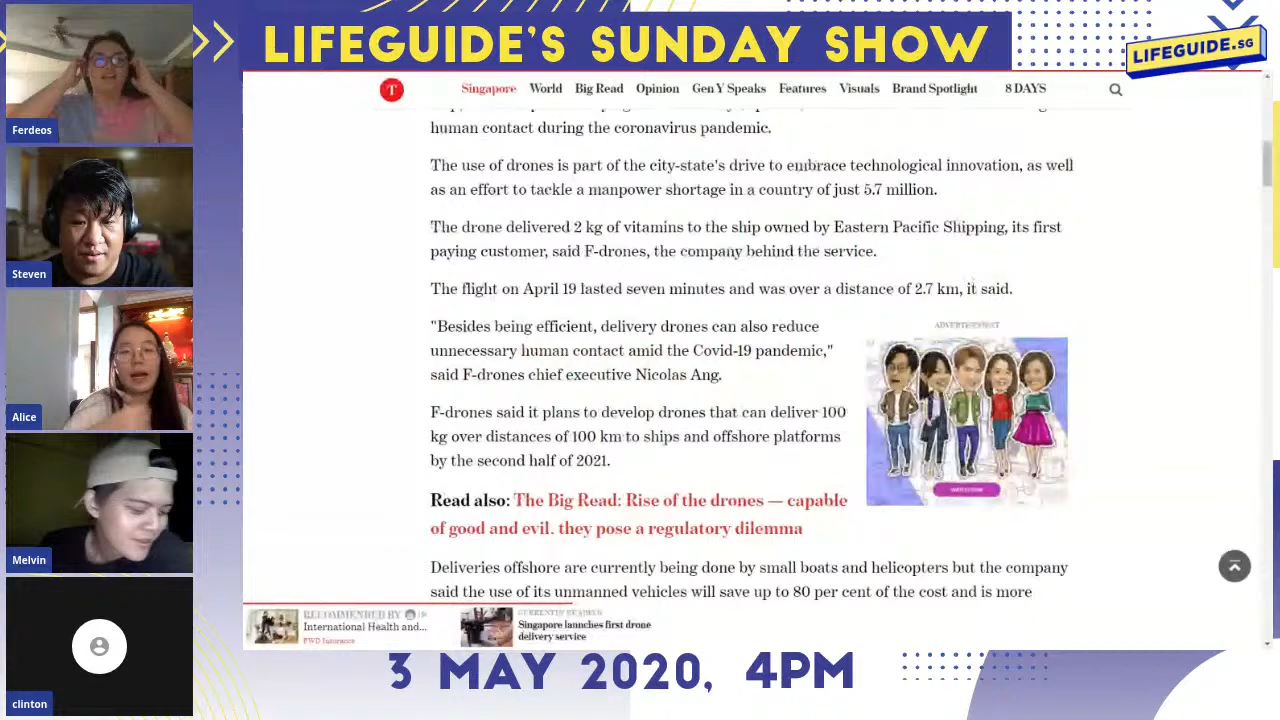 LIFEGUIDE'S SUNDAY SHOW
LIFEGUIDE.SG
Ferdeos
Steven
Alice
Melvin
clinton
T
Singapore World Big Read Opinion Gen Y Speaks Features Visuals Brand Spotlight 8 DAYS
human contact during the coronavirus pandemic.
The use of drones is part of the city-state's drive to embrace technological innovation, as well
as an effort to tackle a manpower shortage in a country of just 5.7 million.
The drone delivered 2 kg of vitamins to the ship owned by Eastern Pacific Shipping, its first
paying customer, said F-drones, the company behind the service.
The flight on April 19 lasted seven minutes and was over a distance of 2.7 km, it said.
"Besides being efficient, delivery drones can also reduce
unnecessary human contact amid the Covid-19 pandemic,"
said F-drones chief executive Nicolas Ang.
ADVERTISEMENT
F-drones said it plans to develop drones that can deliver 100
kg over distances of 100 km to ships and offshore platforms
by the second half of 2021.
Read also: The Big Read: Rise of the drones — capable
of good and evil. they pose a regulatory dilemma
Deliveries offshore are currently being done by small boats and helicopters but the company
said the use of its unmanned vehicles will save up to 80 per cent of the cost and is more
RECOMMENDED BY
International Health and...
FWD Insurance
CURRENTLY READING
Singapore launches first drone
delivery service
3 MAY 2020, 4PM